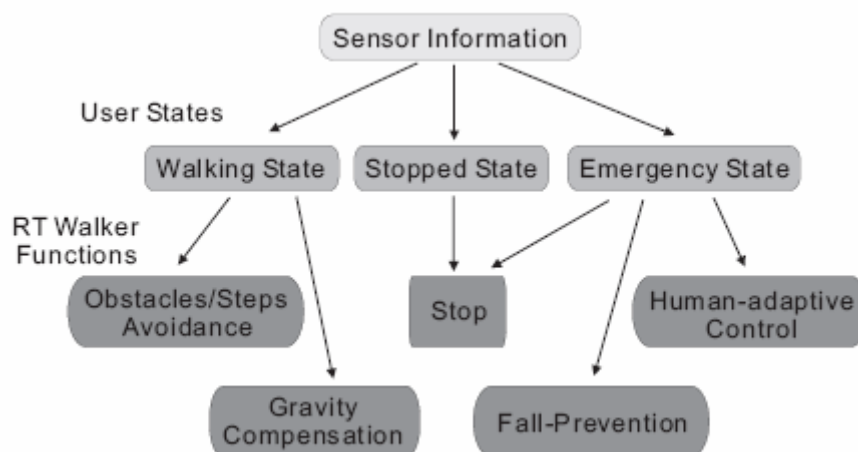 Sensor Information
User States
Walking State
Stopped State
Emergency State
RT Walker
Functions
Obstacles/Steps
Avoidance
Stop
Human-adaptive
Control
Gravity
Compensation
Fall-Prevention